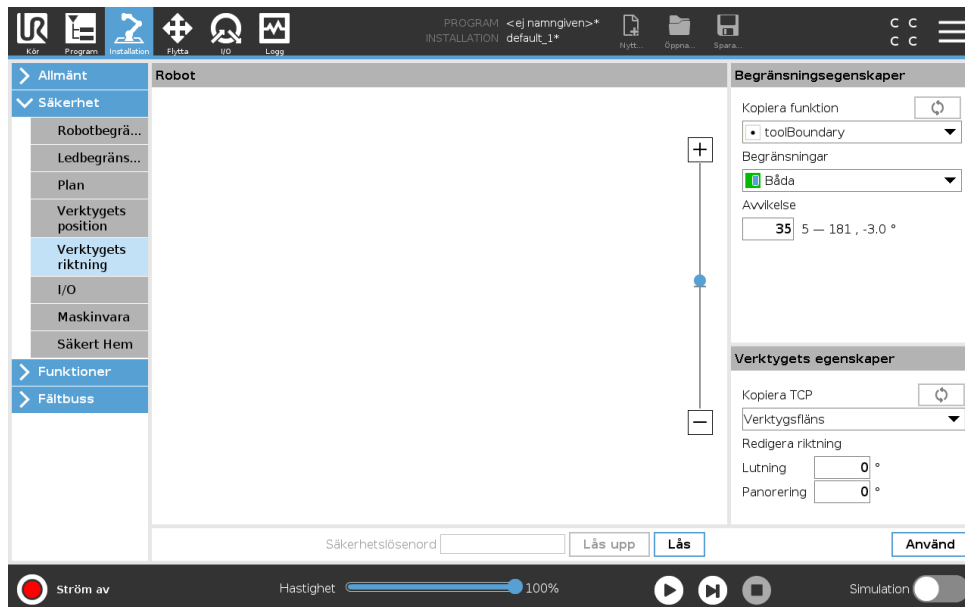 PROGRAM <ej namngiven>*
INSTALLATION default_1*
UR
Kör
Program
Installation
Flytta
I/O
Logg
Nytt...
Öppna...
Spara...
C C
C C
Allmänt
Säkerhet
Robotbegrä...
Ledbegräns...
Plan
Verktygets
position
Verktygets
riktning
I/O
Maskinvara
Säkert Hem
Funktioner
Fältbuss
Robot
Begränsningsegenskaper
Kopiera funktion
toolBoundary
Begränsningar
Båda
Avvikelse
35 5 — 181 , -3.0 °
Verktygets egenskaper
Kopiera TCP
Verktygsfläns
Redigera riktning
Lutning 0 °
Panorering 0 °
Säkerhetslösenord
Lås upp
Lås
Använd
Ström av
Hastighet
100%
Simulation